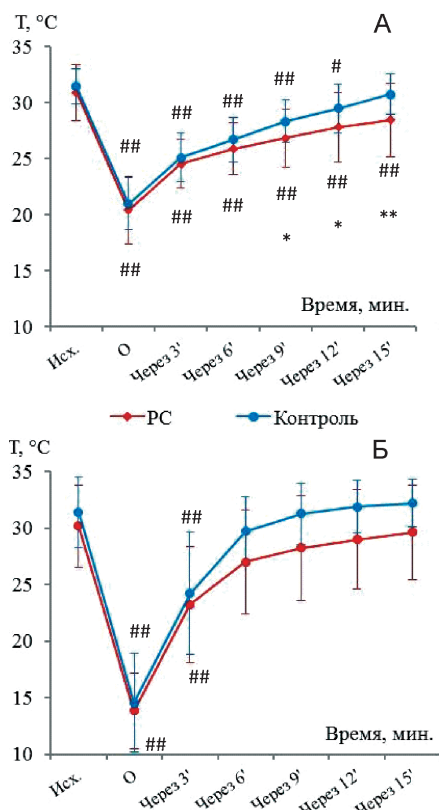 T, °C
А
35
30
25
20
15
10
##
##
##
##
#
##
##
##
##
##
##
*
*
**
Время, мин.
Исх.
О
Через 3'
Через 6'
Через 9'
Через 12'
Через 15'
РС
Контроль
T, °C
Б
35
30
25
20
15
10
##
##
##
##
Время, мин.
Исх.
О
Через 3'
Через 6'
Через 9'
Через 12'
Через 15'